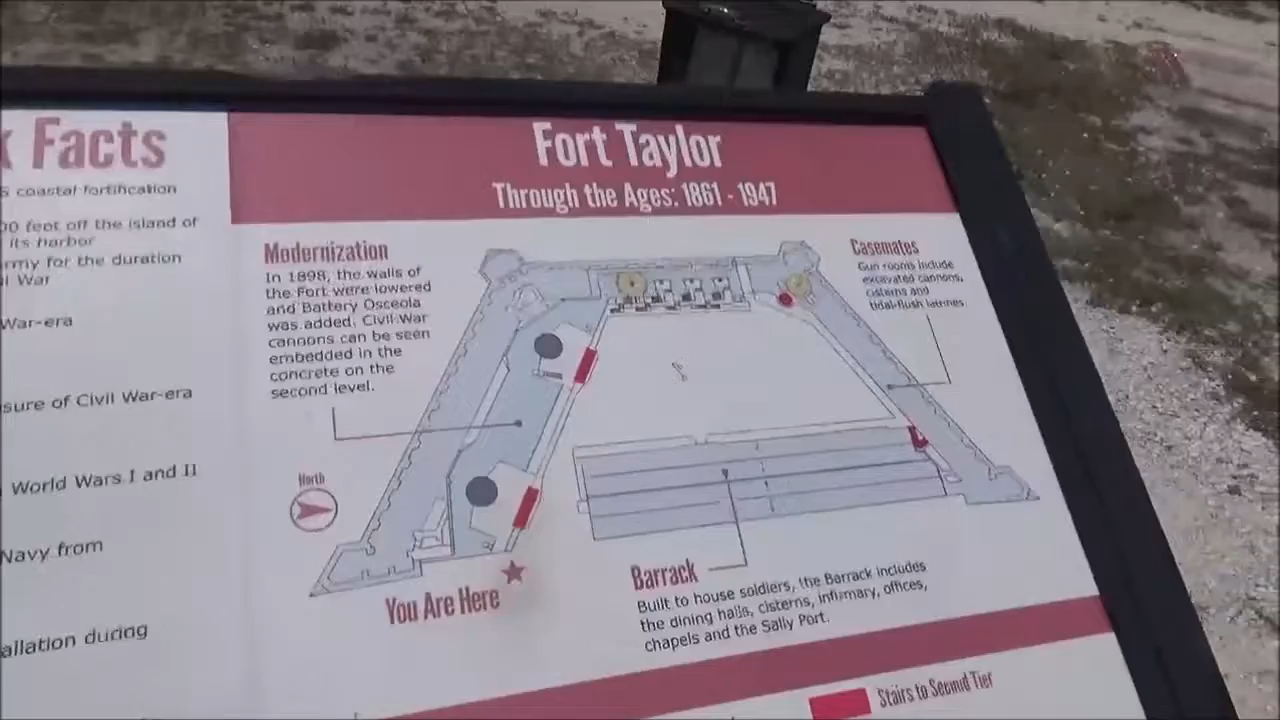 Facts
coastal fortification
00 feet off the island of
its harbor
army for the duration
War
War-era
sure of Civil War-era
World Wars I and II
Navy from
allation during
Fort Taylor
Through the Ages: 1861 - 1947
Modernization
In 1898, the walls of
the Fort were lowered
and Battery Osceola
was added. Civil War
cannons can be seen
embedded in the
concrete on the
second level.
Casemates
Gun rooms include
excavated cannons,
cisterns and
tidal-flush latrines
North
You Are Here
Barrack
Built to house soldiers, the Barrack includes
the dining halls, cisterns, infirmary, offices,
chapels and the Sally Port.
Stairs to Second Tier